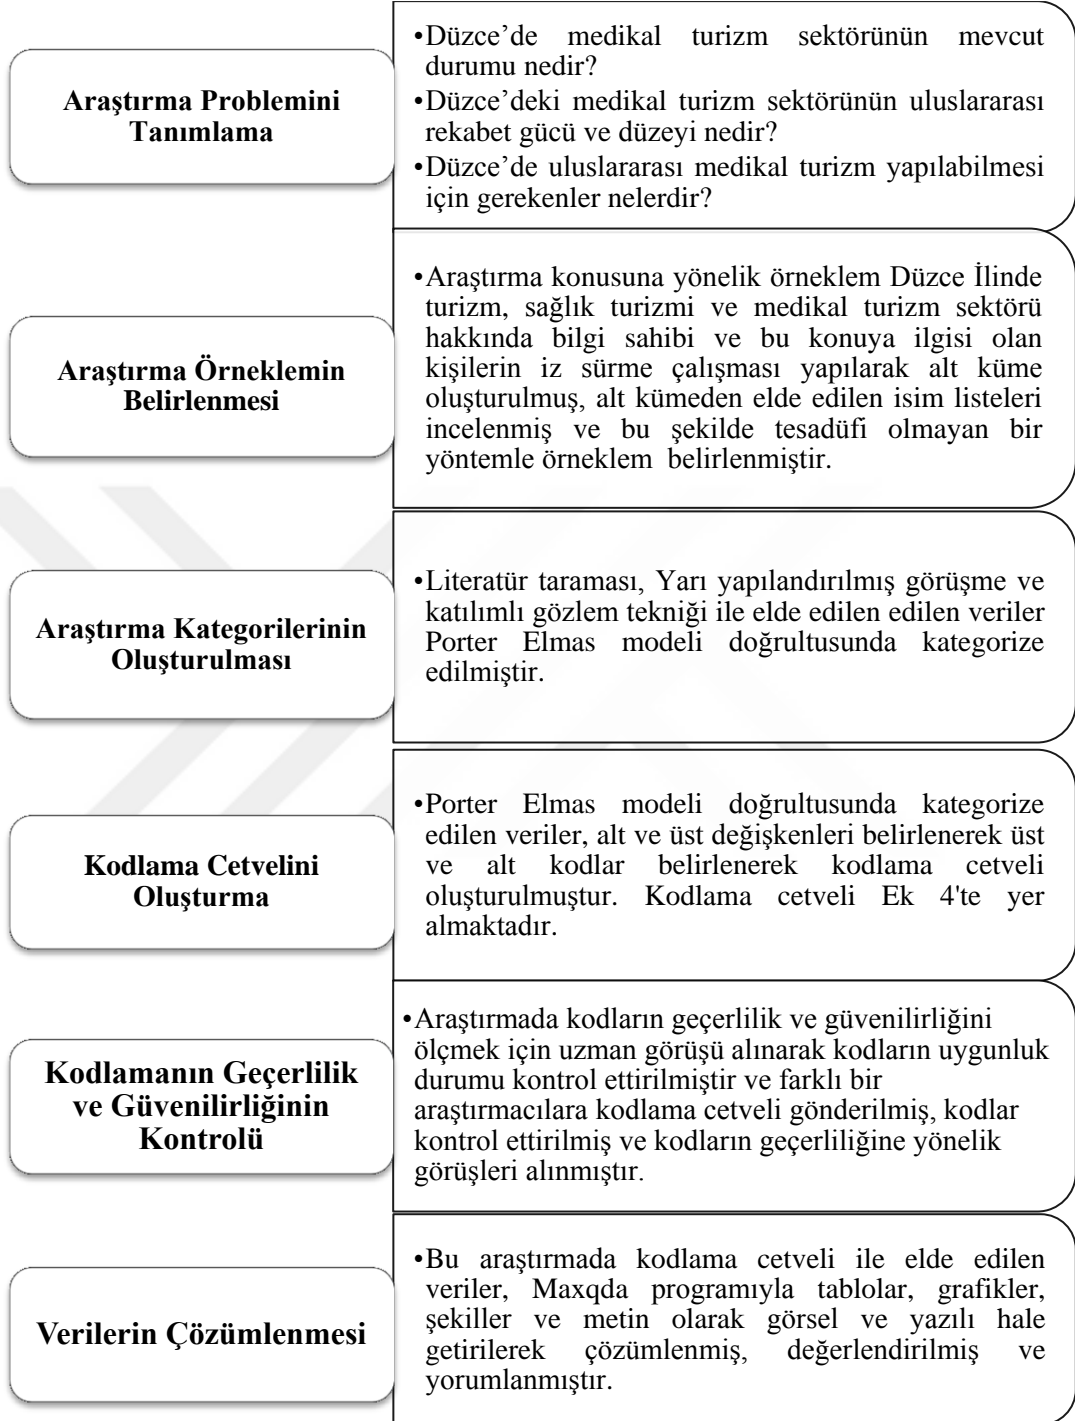 Araştırma Problemini
Tanımlama
•Düzce’de medikal turizm sektörünün mevcut
durumu nedir?
•Düzce’deki medikal turizm sektörünün uluslararası
rekabet gücü ve düzeyi nedir?
•Düzce’de uluslararası medikal turizm yapılabilmesi
için gerekenler nelerdir?
Araştırma Örneklemin
Belirlenmesi
•Araştırma konusuna yönelik örneklem Düzce İlinde
turizm, sağlık turizmi ve medikal turizm sektörü
hakkında bilgi sahibi ve bu konuya ilgisi olan
kişilerin iz sürme çalışması yapılarak alt küme
oluşturulmuş, alt kümeden elde edilen isim listeleri
incelenmiş ve bu şekilde tesadüfi olmayan bir
yöntemle örneklem belirlenmiştir.
Araştırma Kategorilerinin
Oluşturulması
•Literatür taraması, Yarı yapılandırılmış görüşme ve
katılımlı gözlem tekniği ile elde edilen edilen veriler
Porter Elmas modeli doğrultusunda kategorize
edilmiştir.
Kodlama Cetvelini
Oluşturma
•Porter Elmas modeli doğrultusunda kategorize
edilen veriler, alt ve üst değişkenleri belirlenerek üst
ve alt kodlar belirlenerek kodlama cetveli
oluşturulmuştur. Kodlama cetveli Ek 4'te yer
almaktadır.
Kodlamanın Geçerlilik
ve Güvenilirliğinin
Kontrolü
•Araştırmada kodların geçerlilik ve güvenilirliğini
ölçmek için uzman görüşü alınarak kodların uygunluk
durumu kontrol ettirilmiştir ve farklı bir
araştırmacılara kodlama cetveli gönderilmiş, kodlar
kontrol ettirilmiş ve kodların geçerliliğine yönelik
görüşleri alınmıştır.
Verilerin Çözümlenmesi
•Bu araştırmada kodlama cetveli ile elde edilen
veriler, Maxqda programıyla tablolar, grafikler,
şekiller ve metin olarak görsel ve yazılı hale
getirilerek çözümlenmiş, değerlendirilmiş ve
yorumlanmıştır.